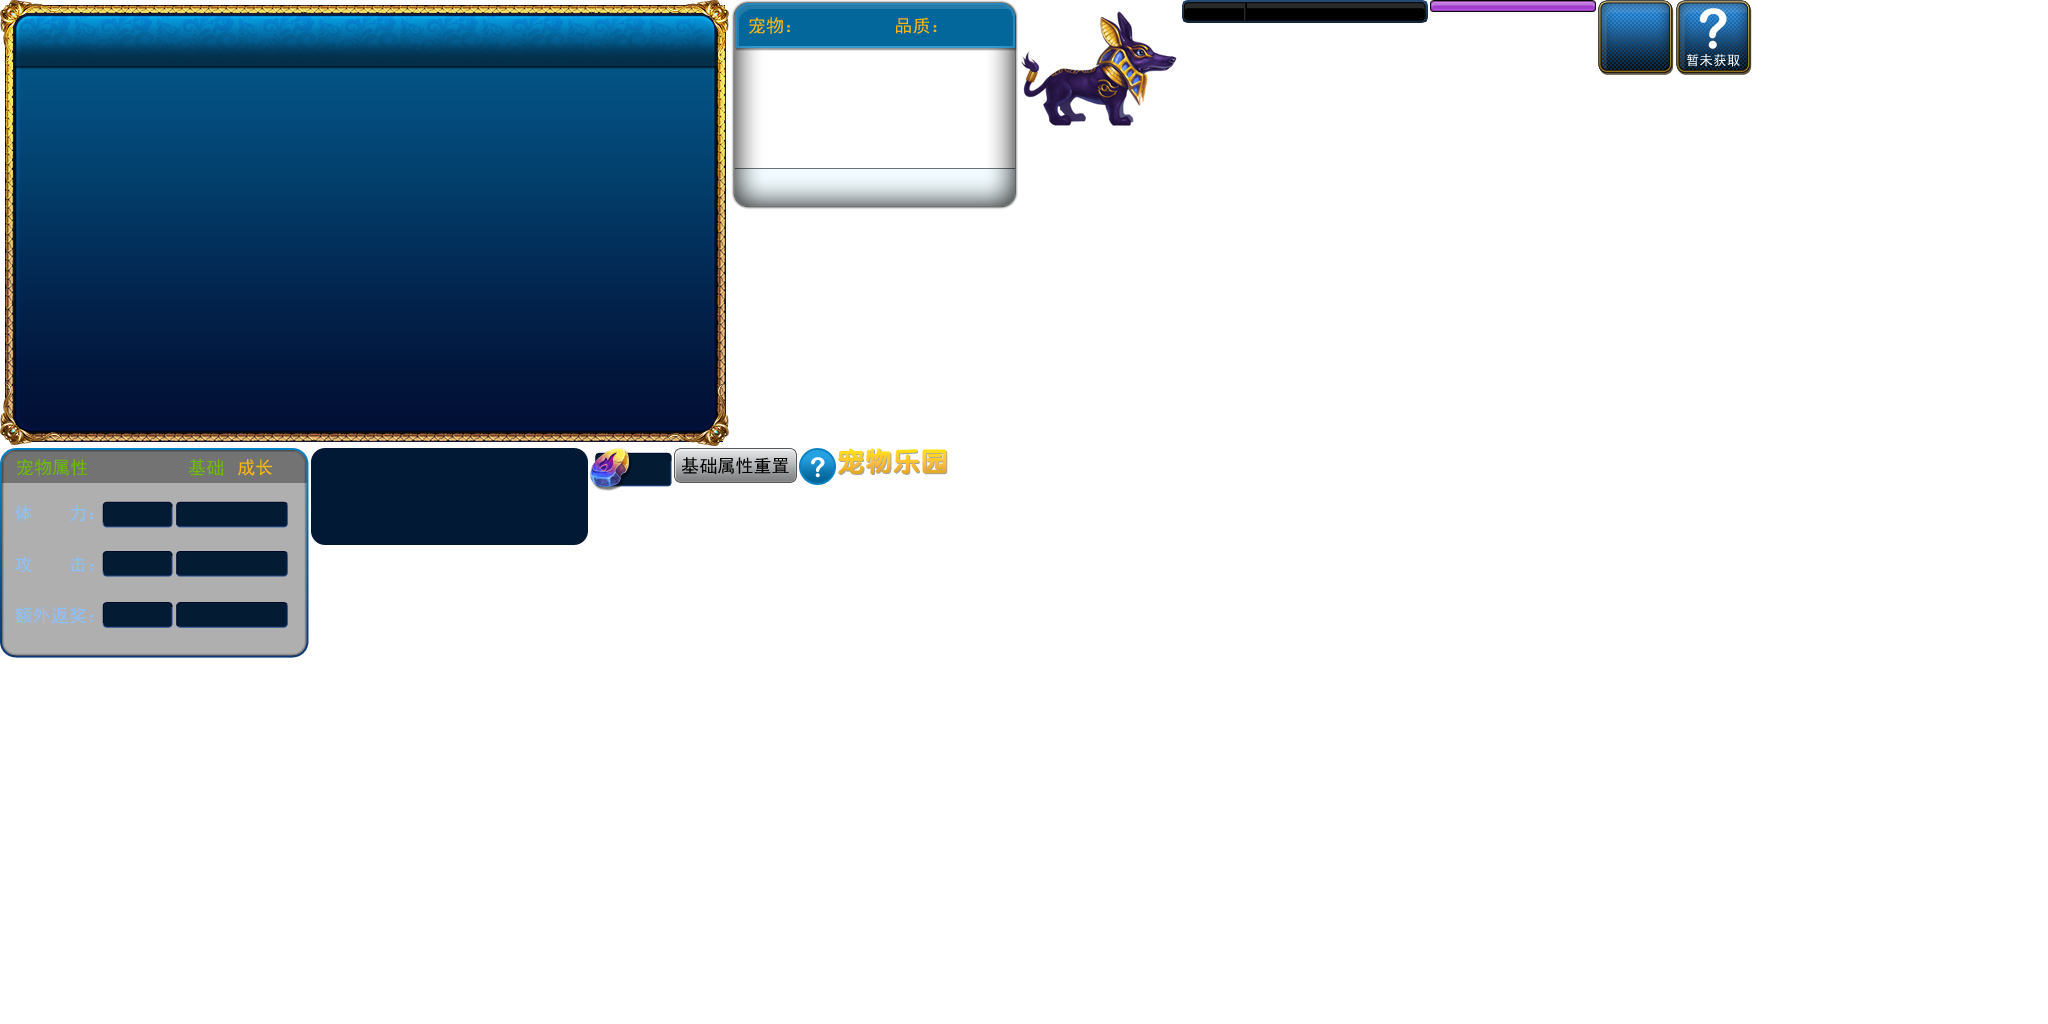 宠物： 品质：
?
暂未获取
宠物属性 基础 成长
体 力：
攻 击：
额外返奖：
基础属性重置
?
宠物乐园